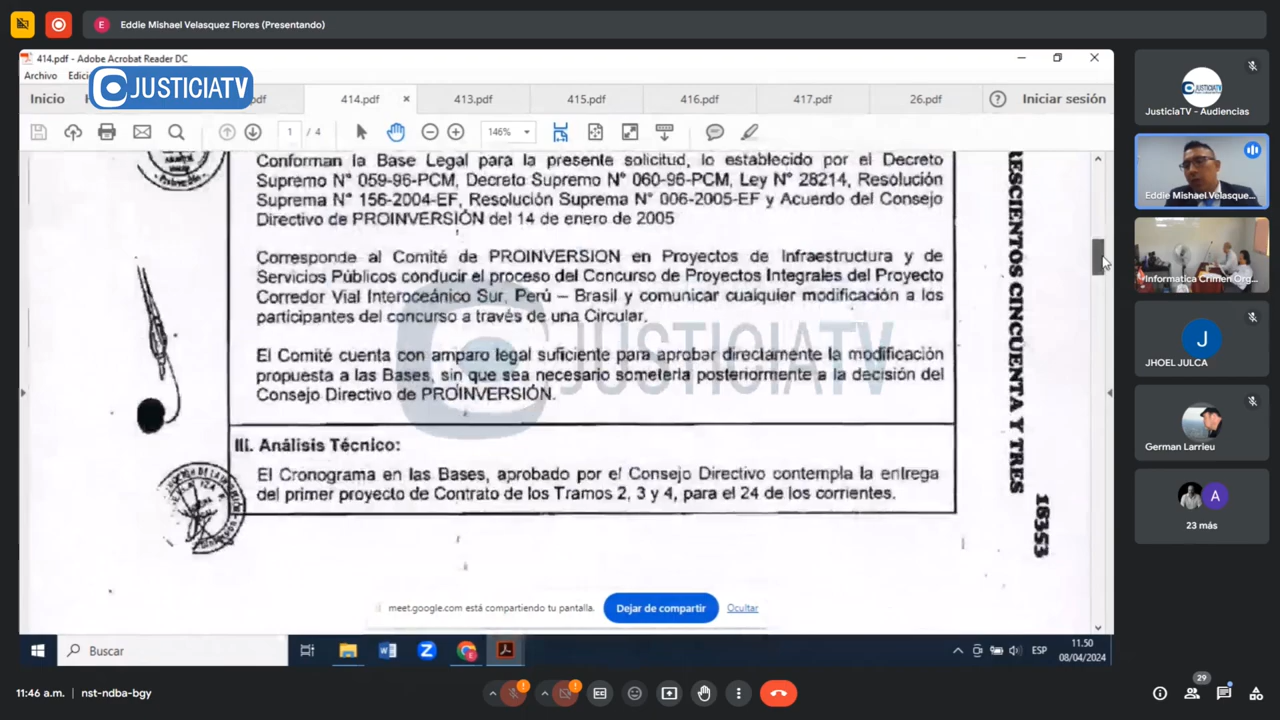 Eddie Mishael Velasquez Flores (Presentando)
E
414.pdf - Adobe Acrobat Reader DC
Archivo
JUSTICIATV
Inicio
414.pdf
413.pdf
415.pdf
416.pdf
417.pdf
26.pdf
Iniciar sesión
1 / 4
146%
Conforman la Base Legal para la presente solicitud, lo establecido por el Decreto
Supremo N° 059-96-PCM, Decreto Supremo N° 060-96-PCM, Ley N° 28214, Resolución
Suprema N° 156-2004-EF, Resolución Suprema N° 006-2005-EF y Acuerdo del Consejo
Directivo de PROINVERSIÓN del 14 de enero de 2005
Corresponde al Comité de PROINVERSION en Proyectos de Infraestructura y de
Servicios Públicos conducir el proceso del Concurso de Proyectos Integrales del Proyecto
Corredor Vial Interoceánico Sur, Perú – Brasil y comunicar cualquier modificación a los
participantes del concurso a través de una Circular.
El Comité cuenta con amparo legal suficiente para aprobar directamente la modificación
propuesta a las Bases, sin que sea necesario someterla posteriormente a la decisión del
Consejo Directivo de PROINVERSIÓN.
III. Análisis Técnico:
El Cronograma en las Bases, aprobado por el Consejo Directivo contempla la entrega
del primer proyecto de Contrato de los Tramos 2, 3 y 4, para el 24 de los corrientes.
JUSTICIATV
RESCIENTOS CINCUENTA Y TRES
18353
meet.google.com está compartiendo tu pantalla.
Dejar de compartir
Ocultar
Buscar
ESP
11.50
08/04/2024
JusticiaTV - Audiencias
Eddie Mishael Velasque...
Informatica Crimen Org...
J
JHOEL JULCA
German Larrieu
A
23 más
11:46 a.m. | nst-ndba-bgy
29